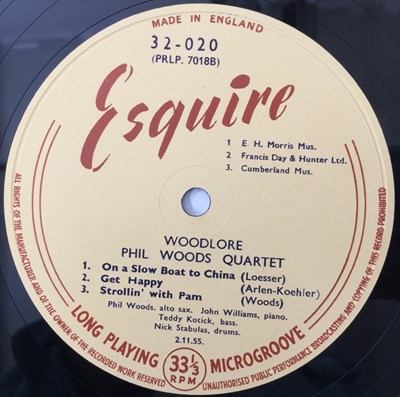 MADE IN ENGLAND
32-020
(PRLP. 7018B)
Esquire
1 E. H. Morris Mus.
2 Francis Day & Hunter Ltd.
3 Cumberland Mus.
WOODLORE
PHIL WOODS QUARTET
1. On a Slow Boat to China (Loesser)
2. Get Happy (Arlen-Koehler)
3. Strollin' with Pam (Woods)
Phil Woods, alto sax. John Williams, piano.
Teddy Kotick, bass.
Nick Stabulas, drums.
2.11.55.
LONG PLAYING 33⅓ RPM MICROGROOVE
ALL RIGHTS OF THE MANUFACTURER AND OF THE OWNER OF THE RECORDED WORK RESERVED
UNAUTHORISED PUBLIC PERFORMANCE BROADCASTING AND COPYING OF THIS RECORD PROHIBITED